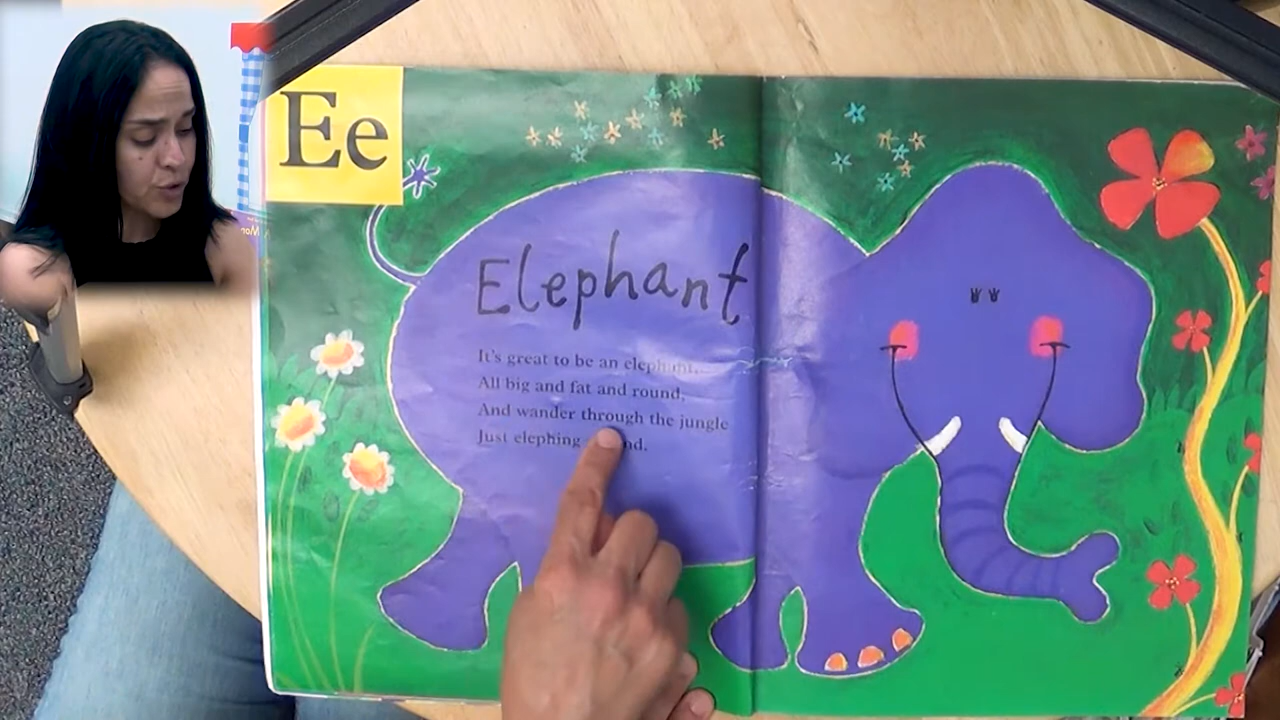 Ee
Elephant
It's great to be an elephant,
All big and fat and round,
And wander through the jungle
Just elephing